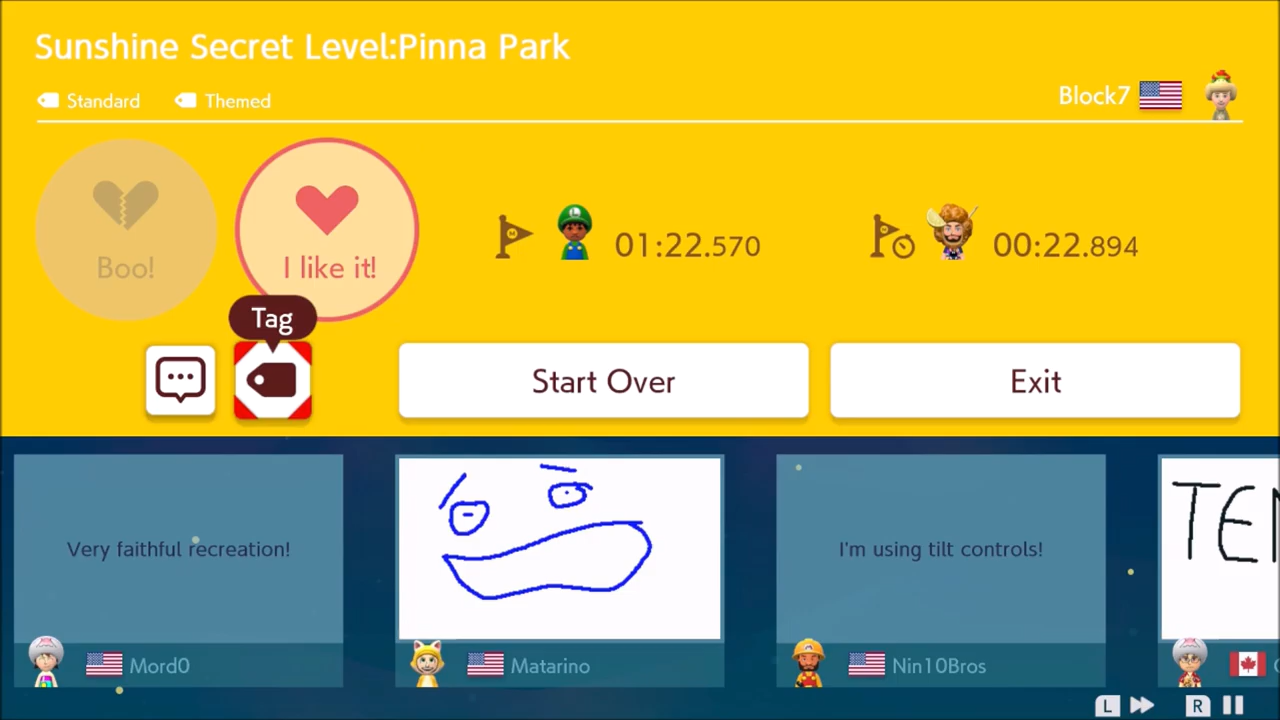 Sunshine Secret Level:Pinna Park
Standard Themed
Block7
Boo!
I like it!
01:22.570
00:22.894
Tag
Start Over
Exit
Very faithful recreation!
I'm using tilt controls!
Mord0
Matarino
Nin10Bros
L
R